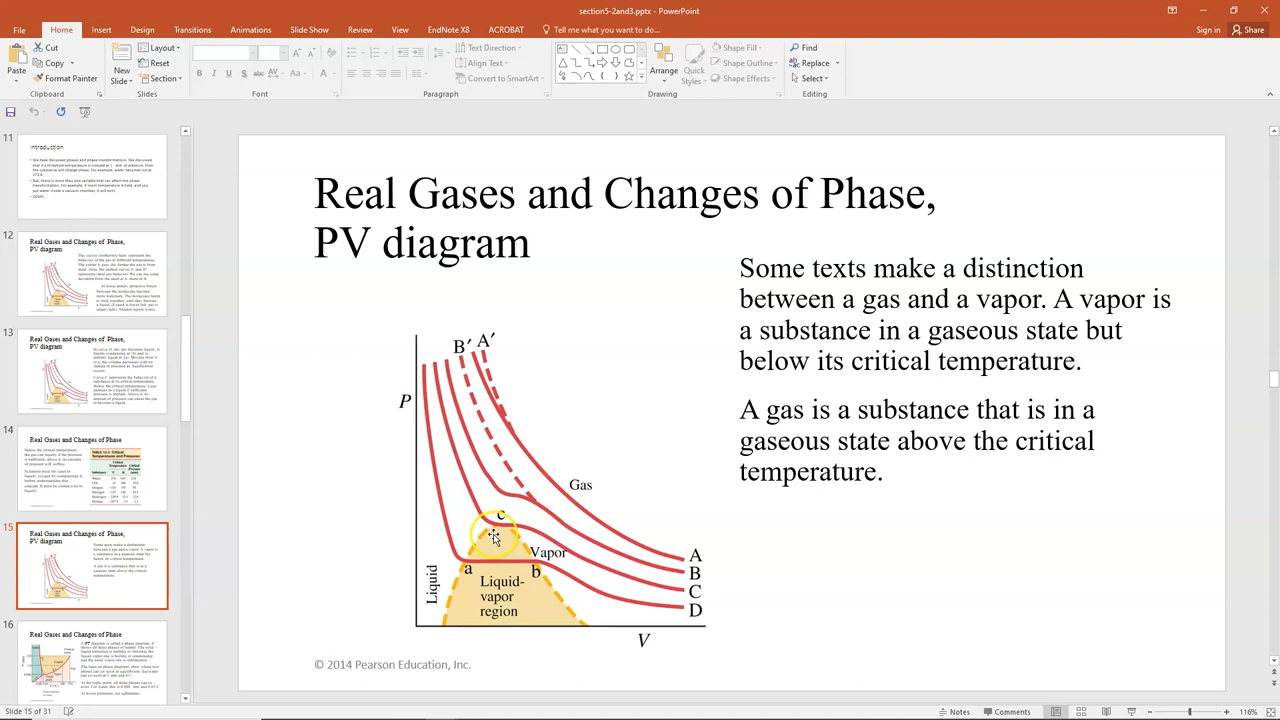 section5-2and3.pptx - PowerPoint
File Home Insert Design Transitions Animations Slide Show Review View EndNote X8 ACROBAT Tell me what you want to do... Sign in Share
Paste
Cut
Copy
Format Painter
Clipboard
New Slide
Layout
Reset
Section
Slides
B I U S abc AV Aa A
Font
Text Direction
Align Text
Convert to SmartArt
Paragraph
Arrange
Quick Styles
Shape Fill
Shape Outline
Shape Effects
Drawing
Find
Replace
Select
Editing
11
Introduction
12
Real Gases and Changes of Phase,
PV diagram
13
Real Gases and Changes of Phase,
PV diagram
14
Real Gases and Changes of Phase
15
Real Gases and Changes of Phase,
PV diagram
16
Real Gases and Changes of Phase
Real Gases and Changes of Phase,
PV diagram
Some texts make a distinction
between a gas and a vapor. A vapor is
a substance in a gaseous state but
below its critical temperature.
A gas is a substance that is in a
gaseous state above the critical
temperature.
B′ A′
P
Gas
c
Vapor
a
b
Liquid
Liquid-
vapor
region
A
B
C
D
V
© 2014 Pearson Education, Inc.
Slide 15 of 31
Notes
Comments
116%